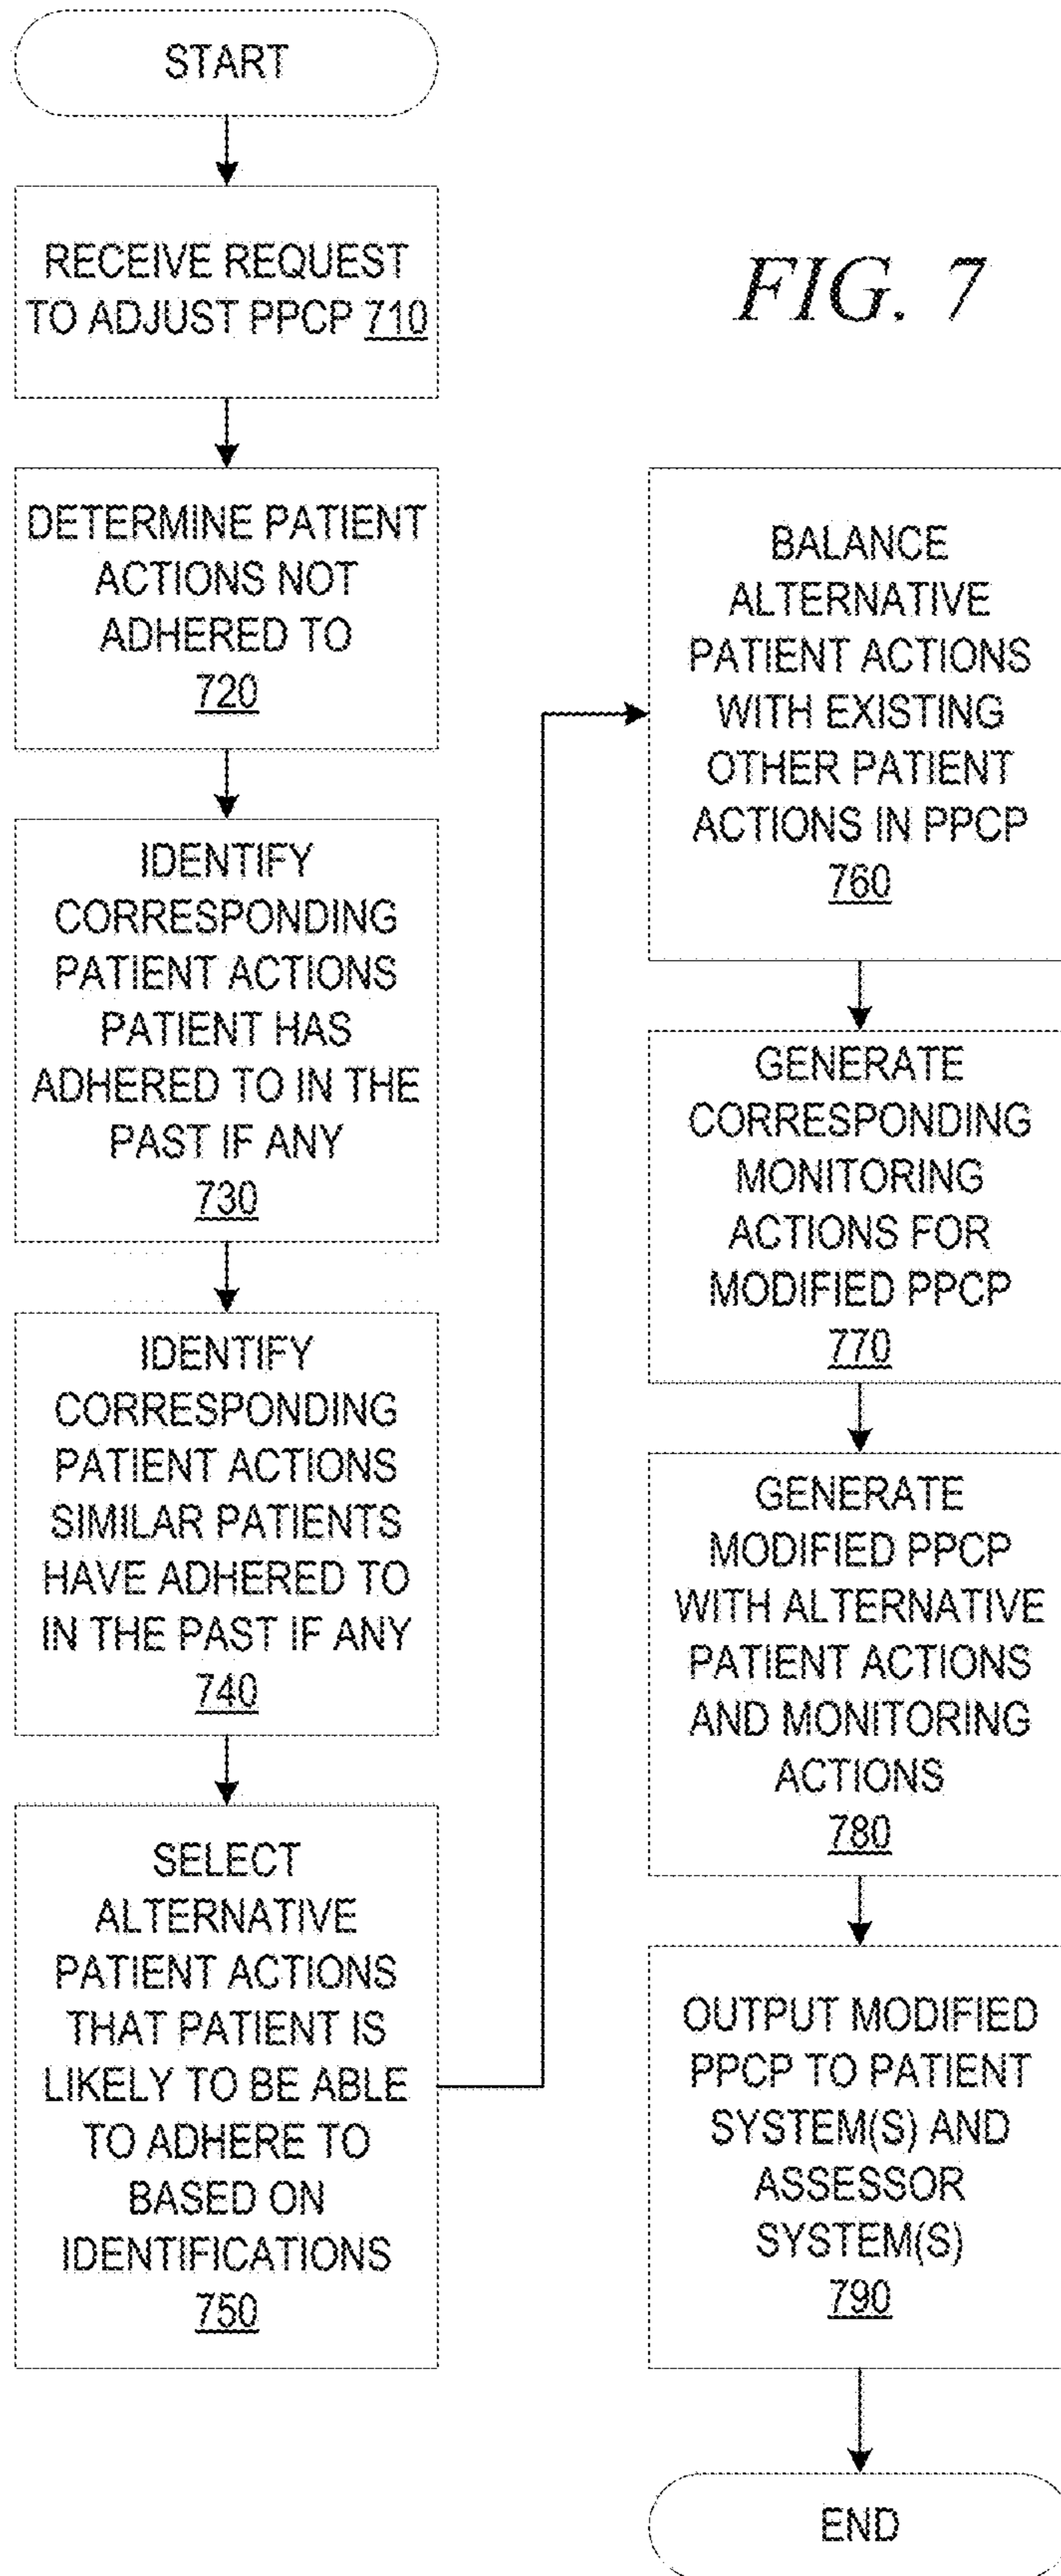 START
RECEIVE REQUEST
TO ADJUST PPCP 710
DETERMINE PATIENT
ACTIONS NOT
ADHERED TO
720
IDENTIFY
CORRESPONDING
PATIENT ACTIONS
PATIENT HAS
ADHERED TO IN THE
PAST IF ANY
730
IDENTIFY
CORRESPONDING
PATIENT ACTIONS
SIMILAR PATIENTS
HAVE ADHERED TO
IN THE PAST IF ANY
740
SELECT
ALTERNATIVE
PATIENT ACTIONS
THAT PATIENT IS
LIKELY TO BE ABLE
TO ADHERE TO
BASED ON
IDENTIFICATIONS
750
FIG. 7
BALANCE
ALTERNATIVE
PATIENT ACTIONS
WITH EXISTING
OTHER PATIENT
ACTIONS IN PPCP
760
GENERATE
CORRESPONDING
MONITORING
ACTIONS FOR
MODIFIED PPCP
770
GENERATE
MODIFIED PPCP
WITH ALTERNATIVE
PATIENT ACTIONS
AND MONITORING
ACTIONS
780
OUTPUT MODIFIED
PPCP TO PATIENT
SYSTEM(S) AND
ASSESSOR
SYSTEM(S)
790
END